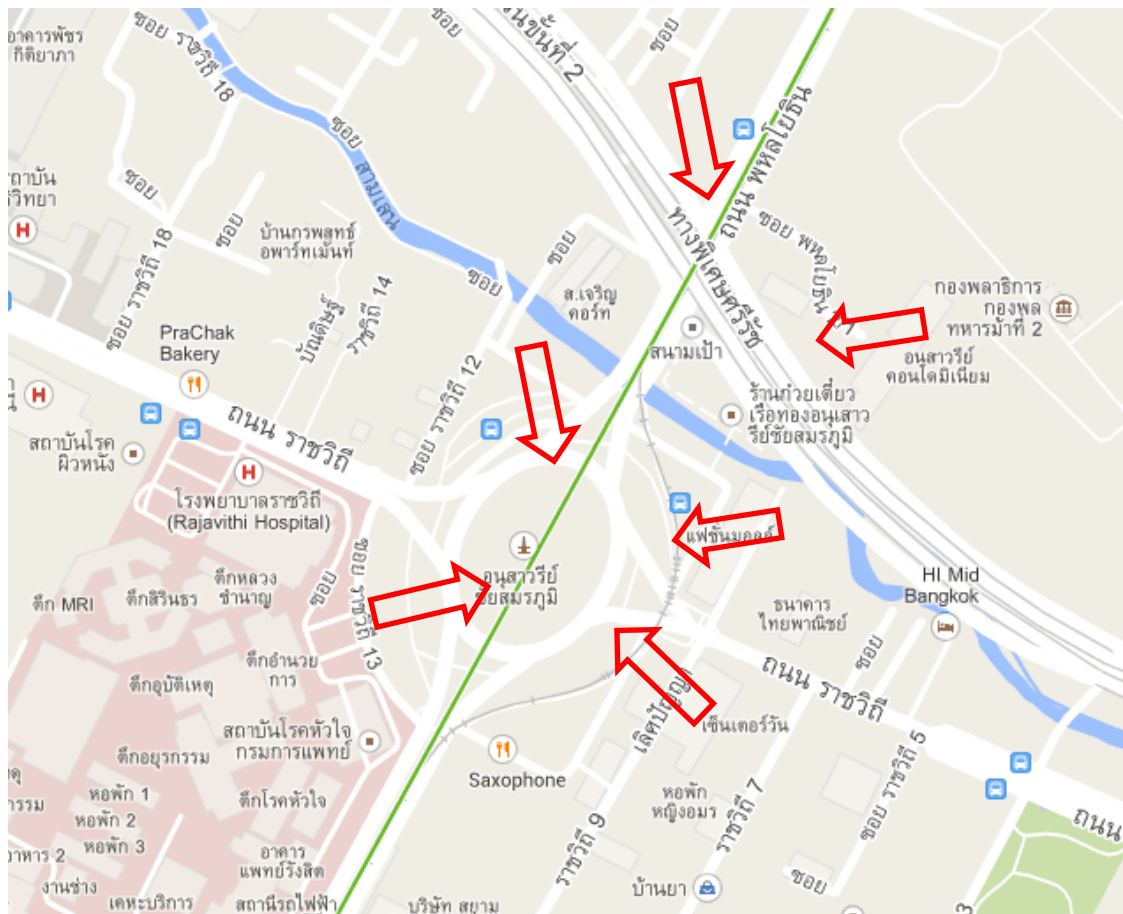 อาคารพัชร
กิติยาภา
ซอย ราชวิถี 18
ซอย
นขั้นที่ 2
ซอย
ซอย
สามเสน
ถนน พหลโยธิน
ซอย
ซอย
ซอย ราชวิถี 18
บ้านกรพสุทธ์
อพาร์ทเม้นท์
ซอย
ซอย
ทางพิเศษศรีรัช
ซอย พหลโยธิน
ส.เจริญ
คอร์ท
กองพลาธิการ
กองพล
ทหารม้าที่ 2
PraChak
Bakery
บัณดิษฐ์
ราชวิถี 14
สนามเป้า
อนุสาวรีย์
คอนโดมิเนียม
ซอย ราชวิถี 12
ร้านก๋วยเตี๋ยว
เรือทองอนุเสาว
รีย์ชัยสมรภูมิ
ถนน ราชวิถี
สถาบันโรค
ผิวหนัง
โรงพยาบาลราชวิถี
(Rajavithi Hospital)
แฟชั่นมอลล์
อนุสาวรีย์
ชัยสมรภูมิ
HI Mid
Bangkok
ตึก MRI
ตึกสิรินธร
ตึกหลวง
ชำนาญ
ซอย
ซอย ราชวิถี 13
ธนาคาร
ไทยพาณิชย์
ซอย
ตึกอำนวย
การ
ตึกอุบัติเหตุ
ถนน ราชวิถี
เลิศปัญญา
เซ็นเตอร์วัน
สถาบันโรคหัวใจ
กรมการแพทย์
ตึกอยุรกรรม
Saxophone
ซอย ราชวิถี 5
หอพัก 1
หอพัก 2
หอพัก 3
ตึกโรคหัวใจ
หอพัก
หญิงอมร
ราชวิถี 7
ราชวิถี 9
ถนน
อาหาร 2
อาคาร
แพทย์รังสิต
งานช่าง
เคหะบริการ
สถานีรถไฟฟ้า
บริษัท สยาม
บ้านยา
ซอย